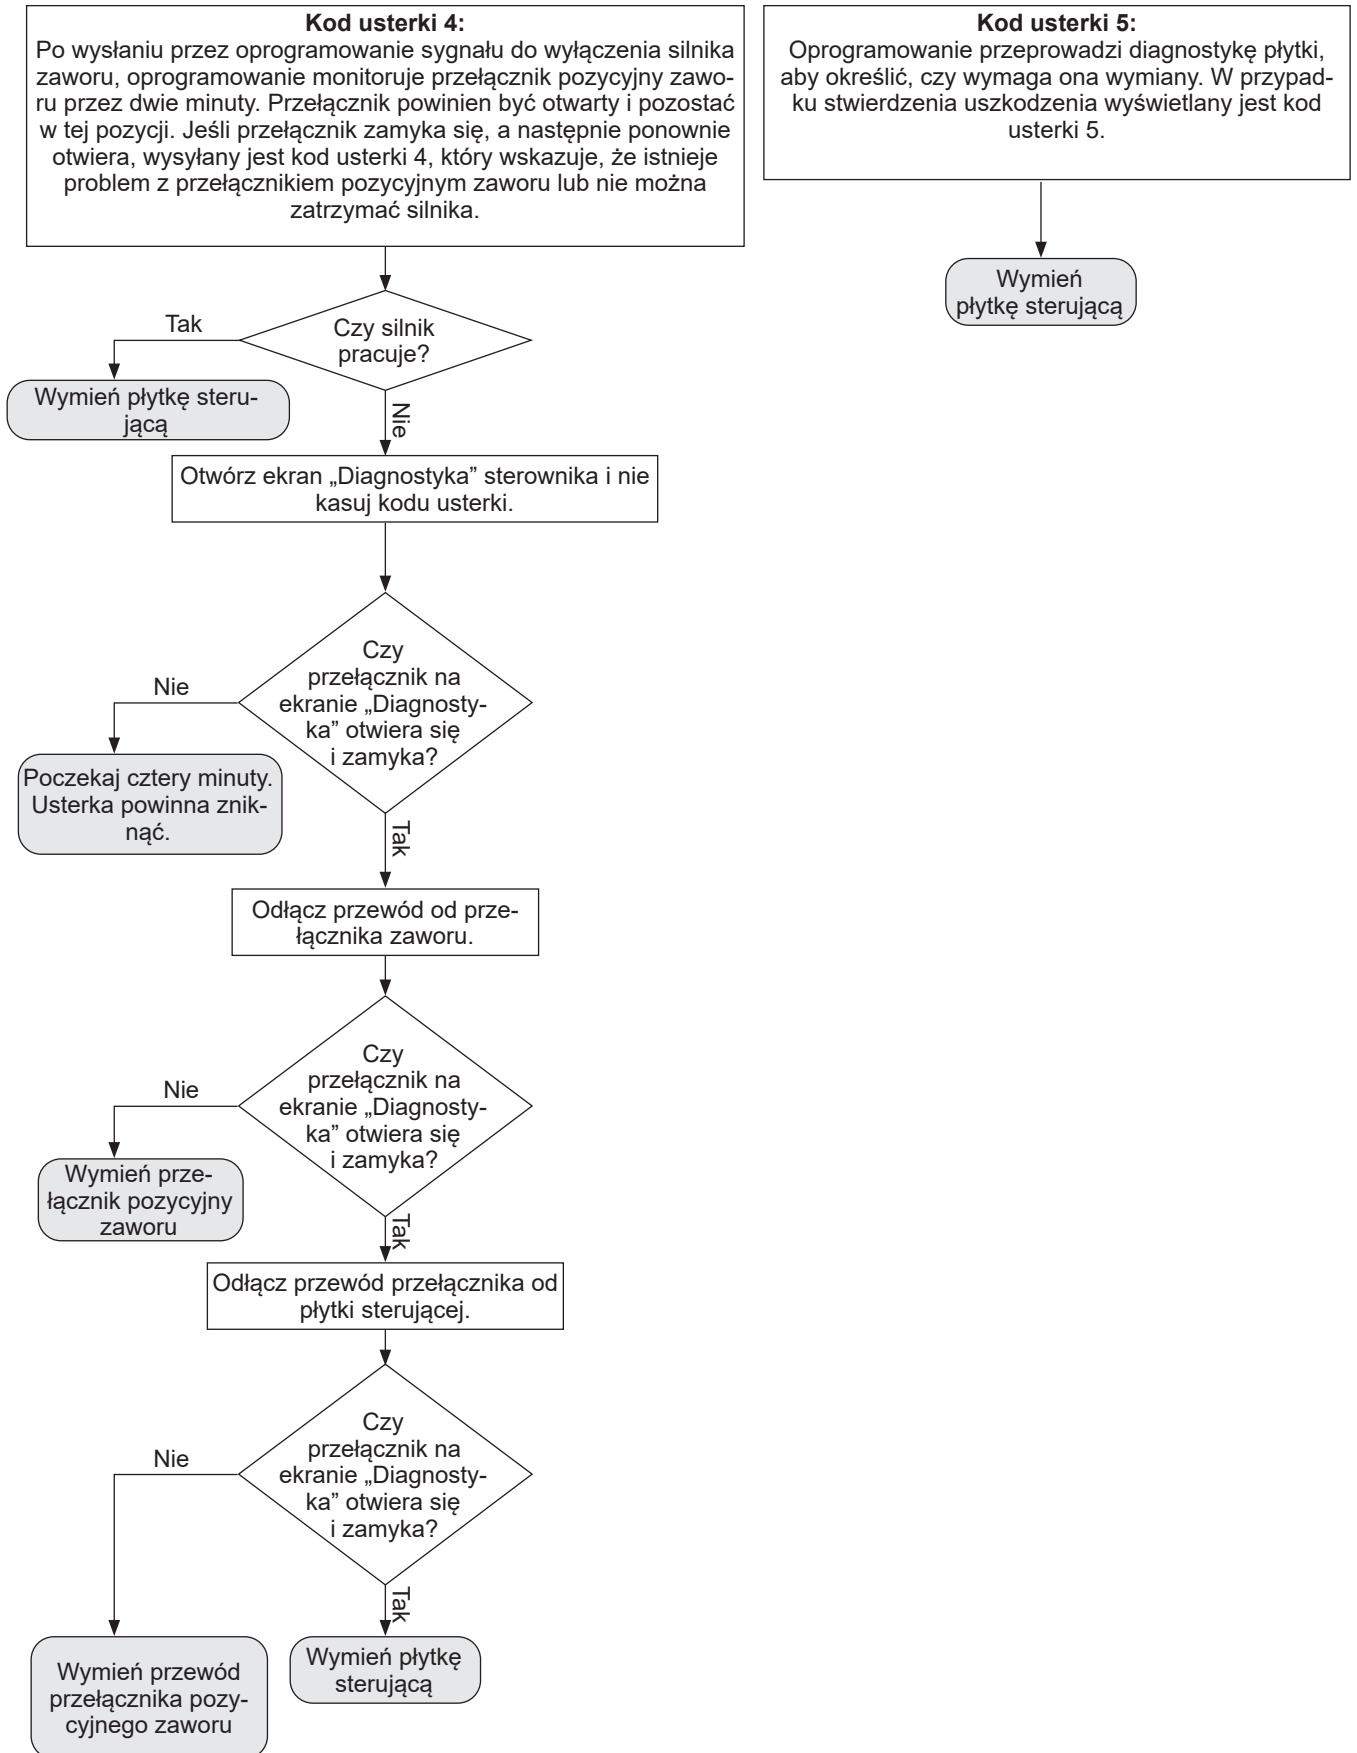 Kod usterki 4:
Po wysłaniu przez oprogramowanie sygnału do wyłączenia silnika
zaworu, oprogramowanie monitoruje przełącznik pozycyjny zawo-
ru przez dwie minuty. Przełącznik powinien być otwarty i pozostać
w tej pozycji. Jeśli przełącznik zamyka się, a następnie ponownie
otwiera, wysyłany jest kod usterki 4, który wskazuje, że istnieje
problem z przełącznikiem pozycyjnym zaworu lub nie można
zatrzymać silnika.
Kod usterki 5:
Oprogramowanie przeprowadzi diagnostykę płytki,
aby określić, czy wymaga ona wymiany. W przypad-
ku stwierdzenia uszkodzenia wyświetlany jest kod
usterki 5.
Wymień
płytkę sterującą
Czy silnik
pracuje?
Tak
Wymień płytkę steru-
jącą
Nie
Otwórz ekran „Diagnostyka” sterownika i nie
kasuj kodu usterki.
Czy
przełącznik na
ekranie „Diagnosty-
ka” otwiera się
i zamyka?
Nie
Poczekaj cztery minuty.
Usterka powinna znik-
nąć.
Tak
Odłącz przewód od prze-
łącznika zaworu.
Czy
przełącznik na
ekranie „Diagnosty-
ka” otwiera się
i zamyka?
Nie
Wymień prze-
łącznik pozycyjny
zaworu
Tak
Odłącz przewód przełącznika od
płytki sterującej.
Czy
przełącznik na
ekranie „Diagnosty-
ka” otwiera się
i zamyka?
Nie
Wymień przewód
przełącznika pozy-
cyjnego zaworu
Tak
Wymień płytkę
sterującą